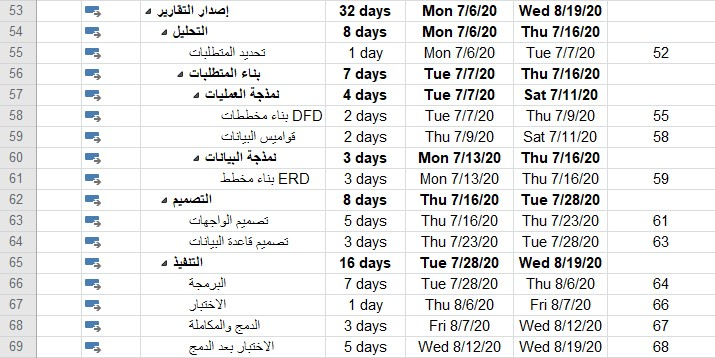 53 إصدار التقارير 32 days Mon 7/6/20 Wed 8/19/20
54 التحليل 8 days Mon 7/6/20 Thu 7/16/20
55 تحديد المتطلبات 1 day Mon 7/6/20 Tue 7/7/20 52
56 بناء المتطلبات 7 days Tue 7/7/20 Thu 7/16/20
57 نمذجة العمليات 4 days Tue 7/7/20 Sat 7/11/20
58 بناء مخططات DFD 2 days Tue 7/7/20 Thu 7/9/20 55
59 قواميس البيانات 2 days Thu 7/9/20 Sat 7/11/20 58
60 نمذجة البيانات 3 days Mon 7/13/20 Thu 7/16/20
61 بناء مخطط ERD 3 days Mon 7/13/20 Thu 7/16/20 59
62 التصميم 8 days Thu 7/16/20 Tue 7/28/20
63 تصميم الواجهات 5 days Thu 7/16/20 Thu 7/23/20 61
64 تصميم قاعدة البيانات 3 days Thu 7/23/20 Tue 7/28/20 63
65 التنفيذ 16 days Tue 7/28/20 Wed 8/19/20
66 البرمجة 7 days Tue 7/28/20 Thu 8/6/20 64
67 الاختبار 1 day Thu 8/6/20 Fri 8/7/20 66
68 الدمج والمكاملة 3 days Fri 8/7/20 Wed 8/12/20 67
69 الاختبار بعد الدمج 5 days Wed 8/12/20 Wed 8/19/20 68